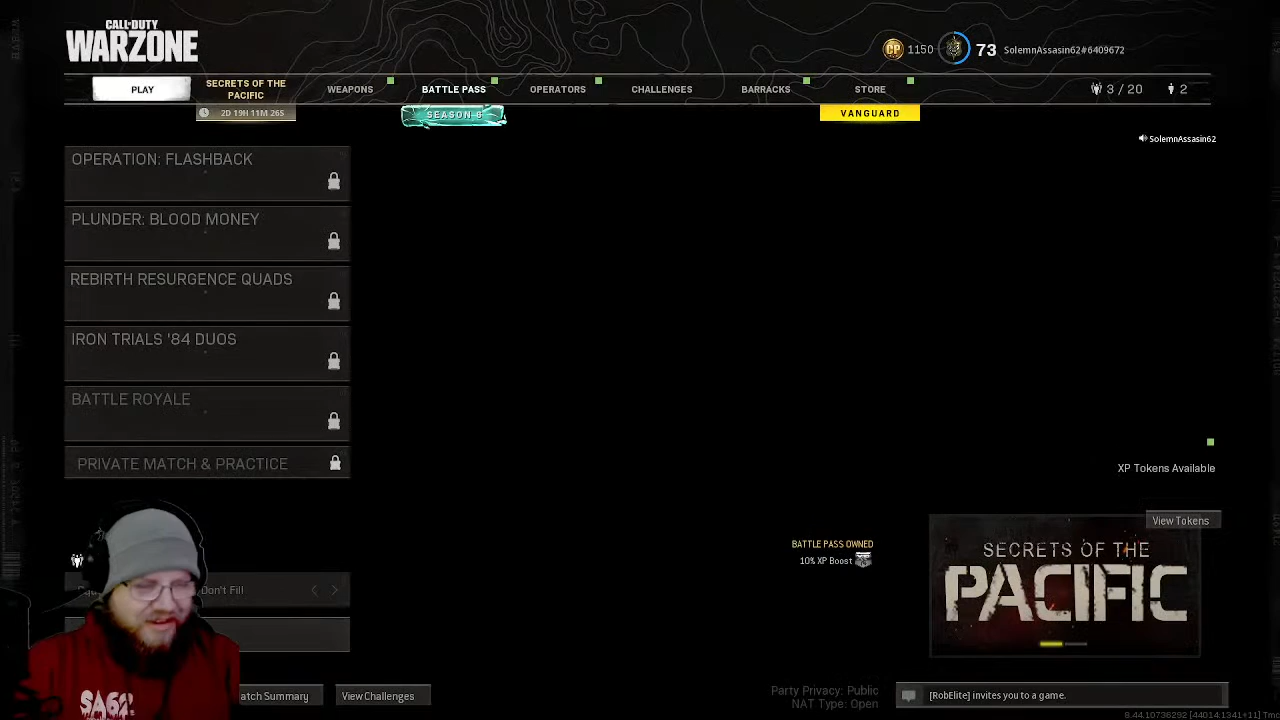 CALL•DUTY
WARZONE
CP 1150 73 SolemnAssasin62#6409672
PLAY
SECRETS OF THE
PACIFIC
WEAPONS
BATTLE PASS
OPERATORS
CHALLENGES
BARRACKS
STORE
3 / 20
2
2D 19H 11M 26S
SEASON 5
VANGUARD
SolemnAssasin62
OPERATION: FLASHBACK
PLUNDER: BLOOD MONEY
REBIRTH RESURGENCE QUADS
IRON TRIALS '84 DUOS
BATTLE ROYALE
PRIVATE MATCH & PRACTICE
XP Tokens Available
View Tokens
BATTLE PASS OWNED
10% XP Boost
SECRETS OF THE
PACIFIC
Don't Fill
SA62
atch Summary
View Challenges
Party Privacy: Public
NAT Type: Open
[RobElite] invites you to a game.